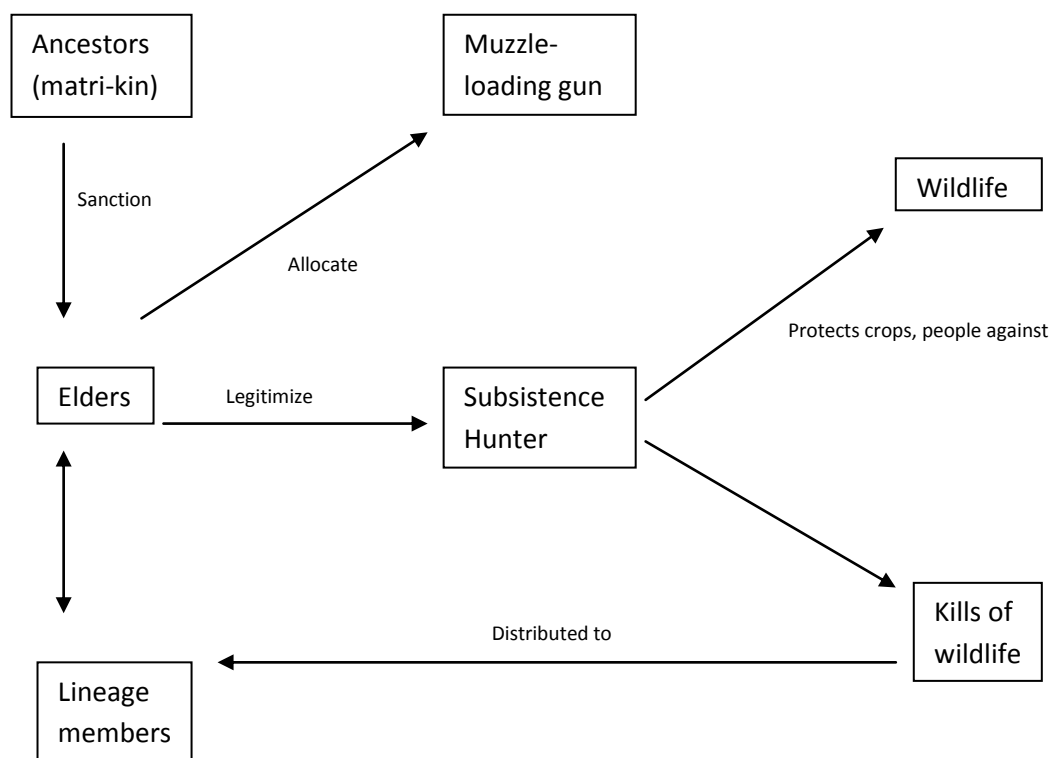 Ancestors
(matri-kin)
Muzzle-
loading gun
Wildlife
Sanction
Allocate
Protects crops, people against
Elders
Legitimize
Subsistence
Hunter
Kills of
wildlife
Distributed to
Lineage
members